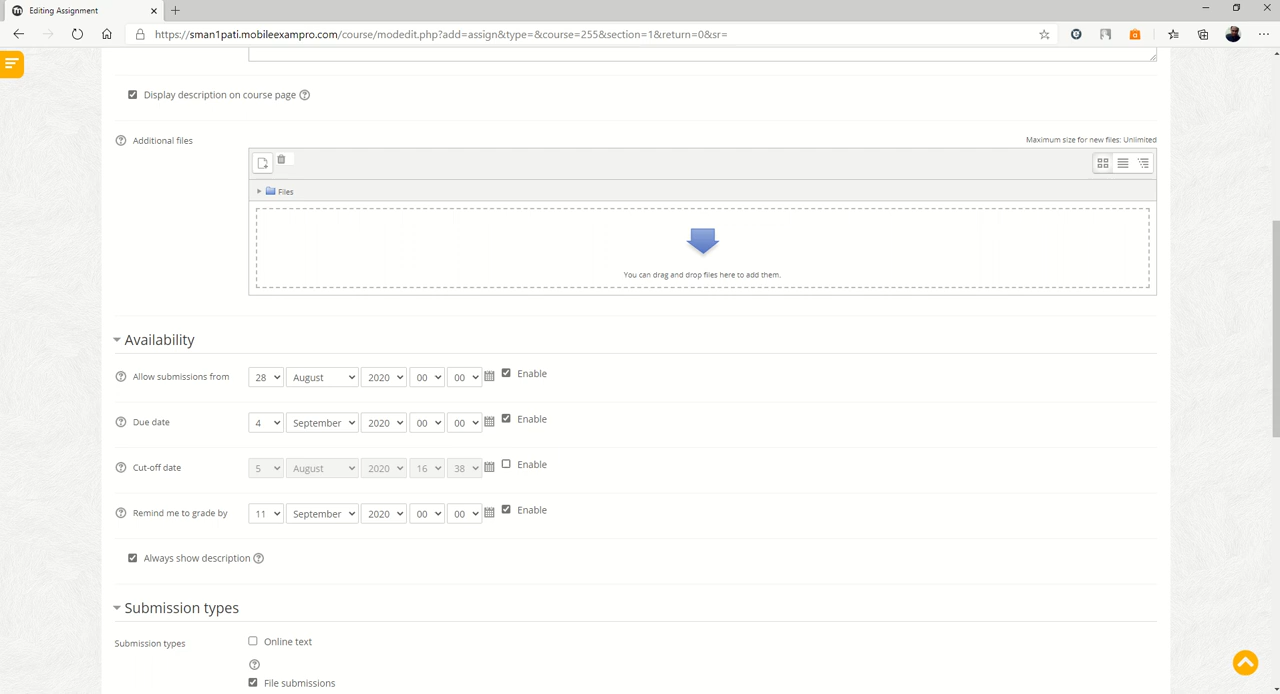 Editing Assignment
https://sman1pati.mobileexampro.com/course/modedit.php?add=assign&type=&course=255&section=1&return=0&sr=
Display description on course page
Additional files
Maximum size for new files: Unlimited
Files
You can drag and drop files here to add them.
Availability
Allow submissions from 28 August 2020 00 00 Enable
Due date 4 September 2020 00 00 Enable
Cut-off date 5 August 2020 16 38 Enable
Remind me to grade by 11 September 2020 00 00 Enable
Always show description
Submission types
Submission types Online text
File submissions